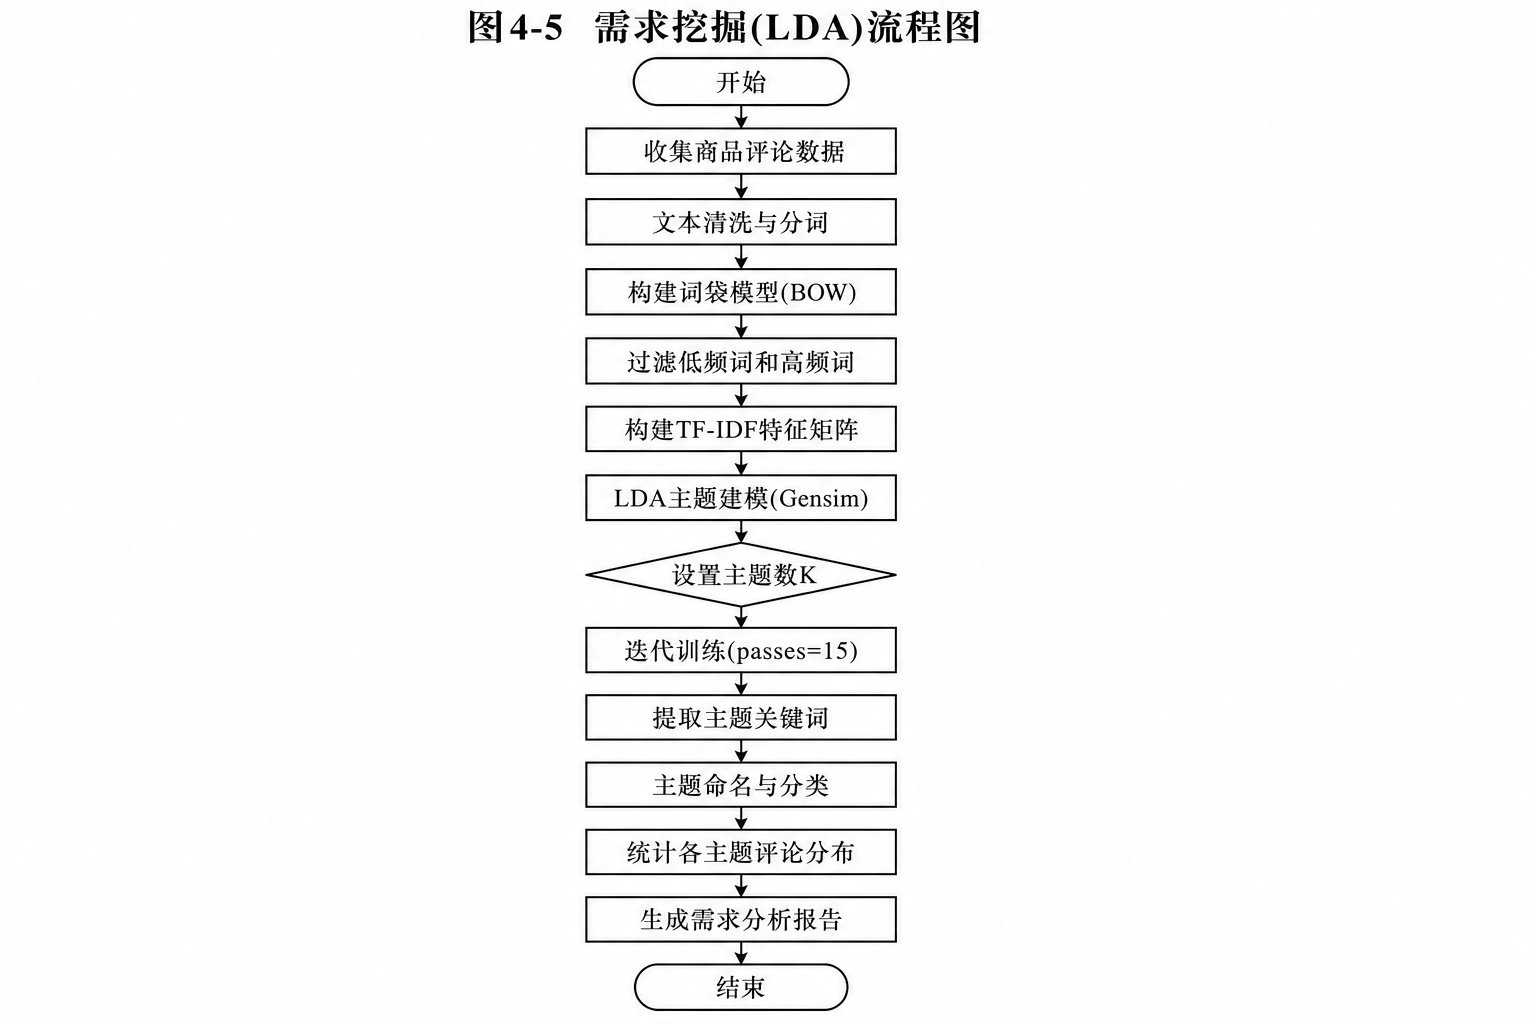 图4-5 需求挖掘(LDA)流程图
开始
收集商品评论数据
文本清洗与分词
构建词袋模型(BOW)
过滤低频词和高频词
构建TF-IDF特征矩阵
LDA主题建模(Gensim)
设置主题数K
迭代训练(passes=15)
提取主题关键词
主题命名与分类
统计各主题评论分布
生成需求分析报告
结束